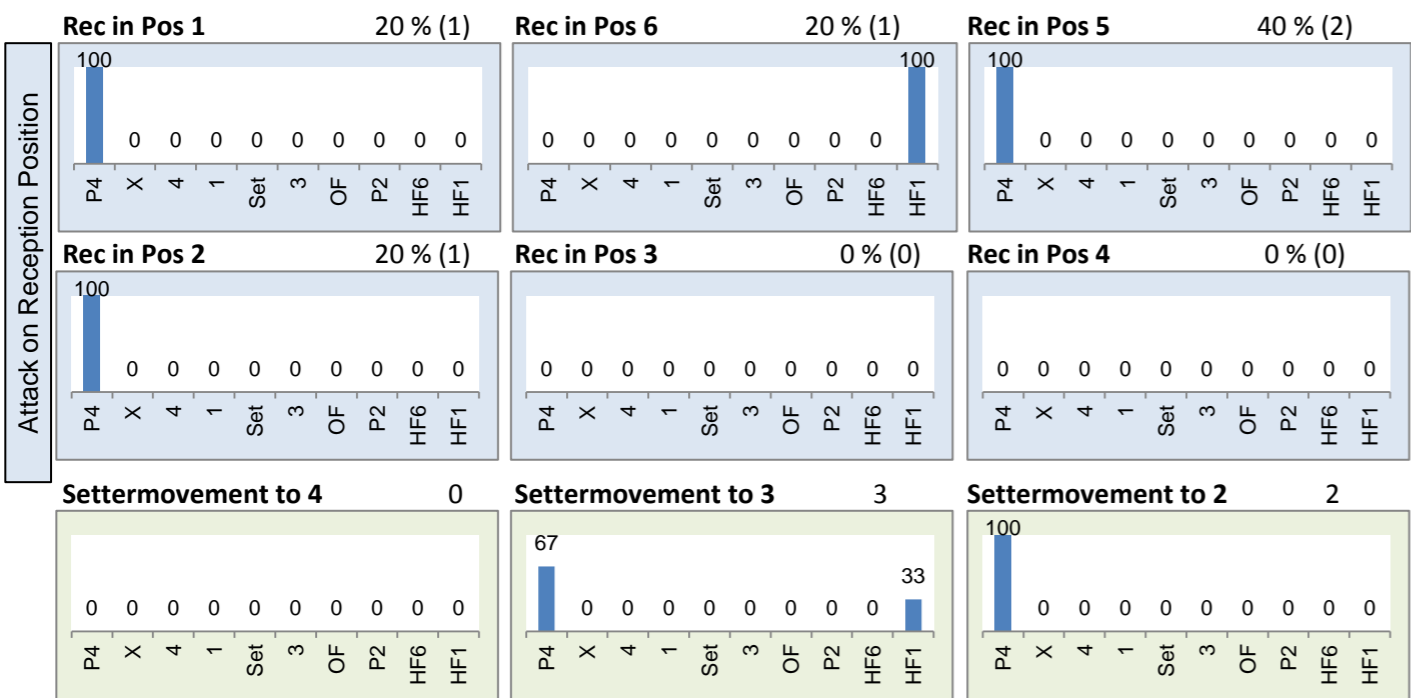 Attack on Reception Position
Rec in Pos 1 20 % (1)
100
0 0 0 0 0 0 0 0 0
P4 X 4 1 Set 3 OF P2 HF6 HF1
Rec in Pos 6 20 % (1)
100
0 0 0 0 0 0 0 0 0
P4 X 4 1 Set 3 OF P2 HF6 HF1
Rec in Pos 5 40 % (2)
100
0 0 0 0 0 0 0 0 0
P4 X 4 1 Set 3 OF P2 HF6 HF1
Rec in Pos 2 20 % (1)
100
0 0 0 0 0 0 0 0 0
P4 X 4 1 Set 3 OF P2 HF6 HF1
Rec in Pos 3 0 % (0)
0 0 0 0 0 0 0 0 0 0
P4 X 4 1 Set 3 OF P2 HF6 HF1
Rec in Pos 4 0 % (0)
0 0 0 0 0 0 0 0 0 0
P4 X 4 1 Set 3 OF P2 HF6 HF1
Settermovement to 4 0
0 0 0 0 0 0 0 0 0 0
P4 X 4 1 Set 3 OF P2 HF6 HF1
Settermovement to 3 3
67
33
0 0 0 0 0 0 0 0
P4 X 4 1 Set 3 OF P2 HF6 HF1
Settermovement to 2 2
100
0 0 0 0 0 0 0 0 0
P4 X 4 1 Set 3 OF P2 HF6 HF1